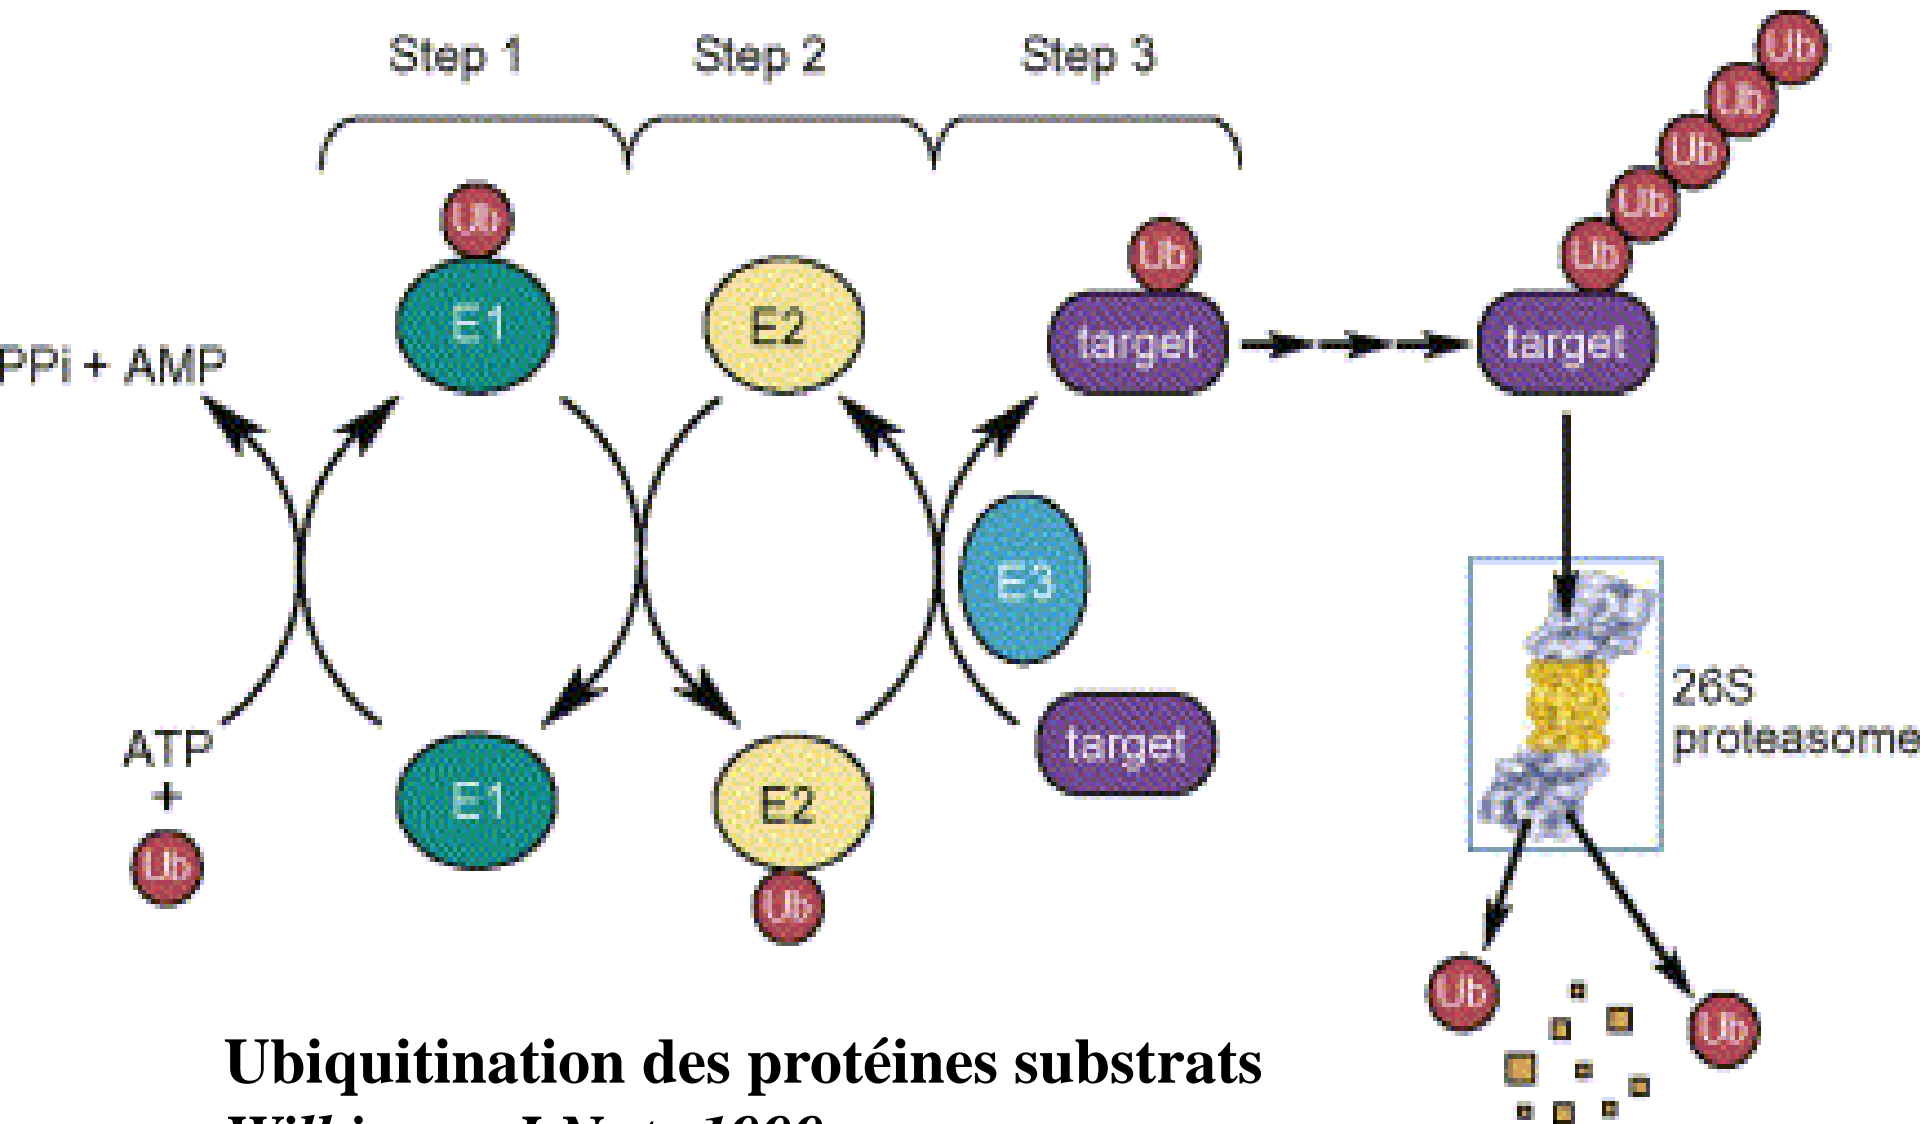 Step 1
Step 2
Step 3
Ub
Ub
Ub
Ub
Ub
Ub
Ub
E1
E2
target
target
PPi + AMP
E3
26S
proteasome
ATP
+
Ub
E1
E2
Ub
target
Ub
Ub
Ubiquitination des protéines substrats